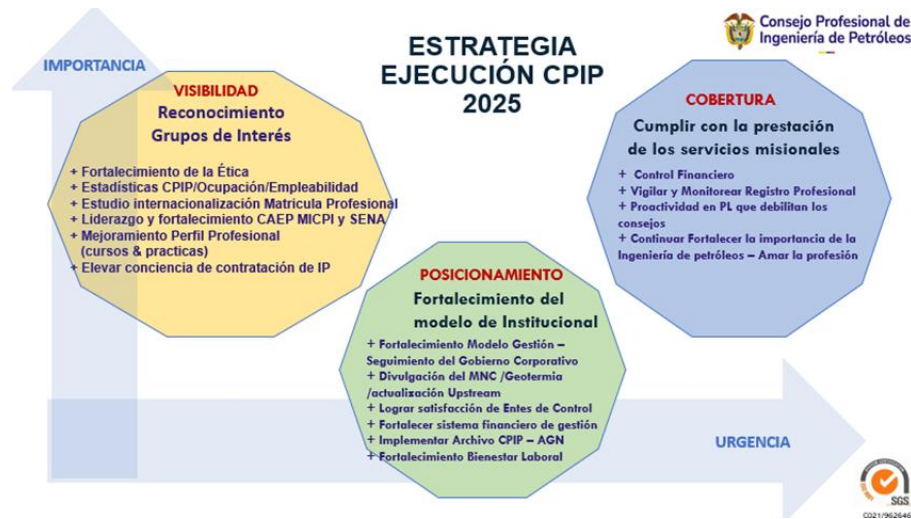 Consejo Profesional de
Ingeniería de Petróleos
ESTRATEGIA
EJECUCIÓN CPIP
2025
IMPORTANCIA
VISIBILIDAD
Reconocimiento
Grupos de Interés
+ Fortalecimiento de la Ética
+ Estadísticas CPIP/Ocupación/Empleabilidad
+ Estudio internacionalización Matricula Profesional
+ Liderazgo y fortalecimiento CAEP MICPI y SENA
+ Mejoramiento Perfil Profesional
(cursos & practicas)
+ Elevar conciencia de contratación de IP
POSICIONAMIENTO
Fortalecimiento del
modelo de Institucional
+ Fortalecimiento Modelo Gestión –
Seguimiento del Gobierno Corporativo
+ Divulgación del MNC /Geotermia
/actualización Upstream
+ Lograr satisfacción de Entes de Control
+ Fortalecer sistema financiero de gestión
+ Implementar Archivo CPIP – AGN
+ Fortalecimiento Bienestar Laboral
COBERTURA
Cumplir con la prestación
de los servicios misionales
+ Control Financiero
+ Vigilar y Monitorear Registro Profesional
+ Proactividad en PL que debilitan los
consejos
+ Continuar Fortalecer la importancia de la
Ingeniería de petróleos – Amar la profesión
URGENCIA
SGS
CO21/962646